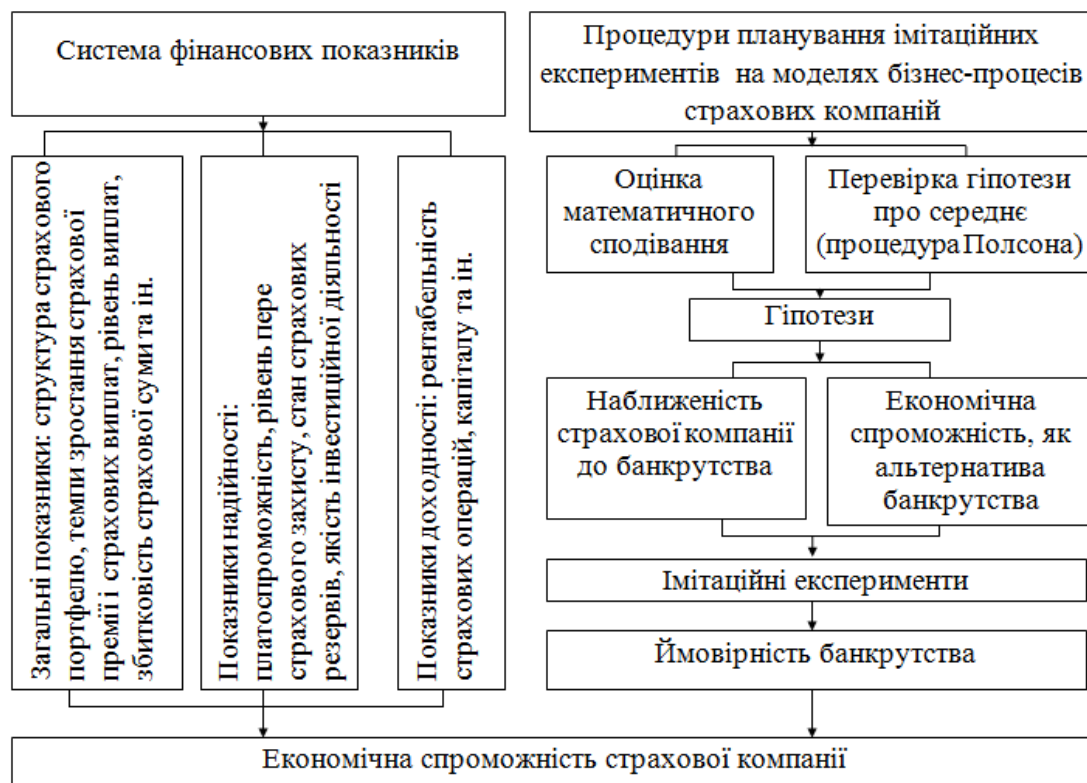 Система фінансових показників
Загальні показники: структура страхового
портфелю, темпи зростання страхової
премії і страхових виплат, рівень виплат,
збитковість страхової суми та ін.
Показники надійності:
платоспроможність, рівень пере
страхового захисту, стан страхових
резервів, якість інвестиційної діяльності
Показники доходності: рентабельність
страхових операцій, капіталу та ін.
Процедури планування імітаційних
експериментів на моделях бізнес-процесів
страхових компаній
Оцінка
математичного
сподівання
Перевірка гіпотези
про середнє
(процедура Полсона)
Гіпотези
Наближеність
страхової компанії
до банкрутства
Економічна
спроможність, як
альтернатива
банкрутства
Імітаційні експерименти
Ймовірність банкрутства
Економічна спроможність страхової компанії